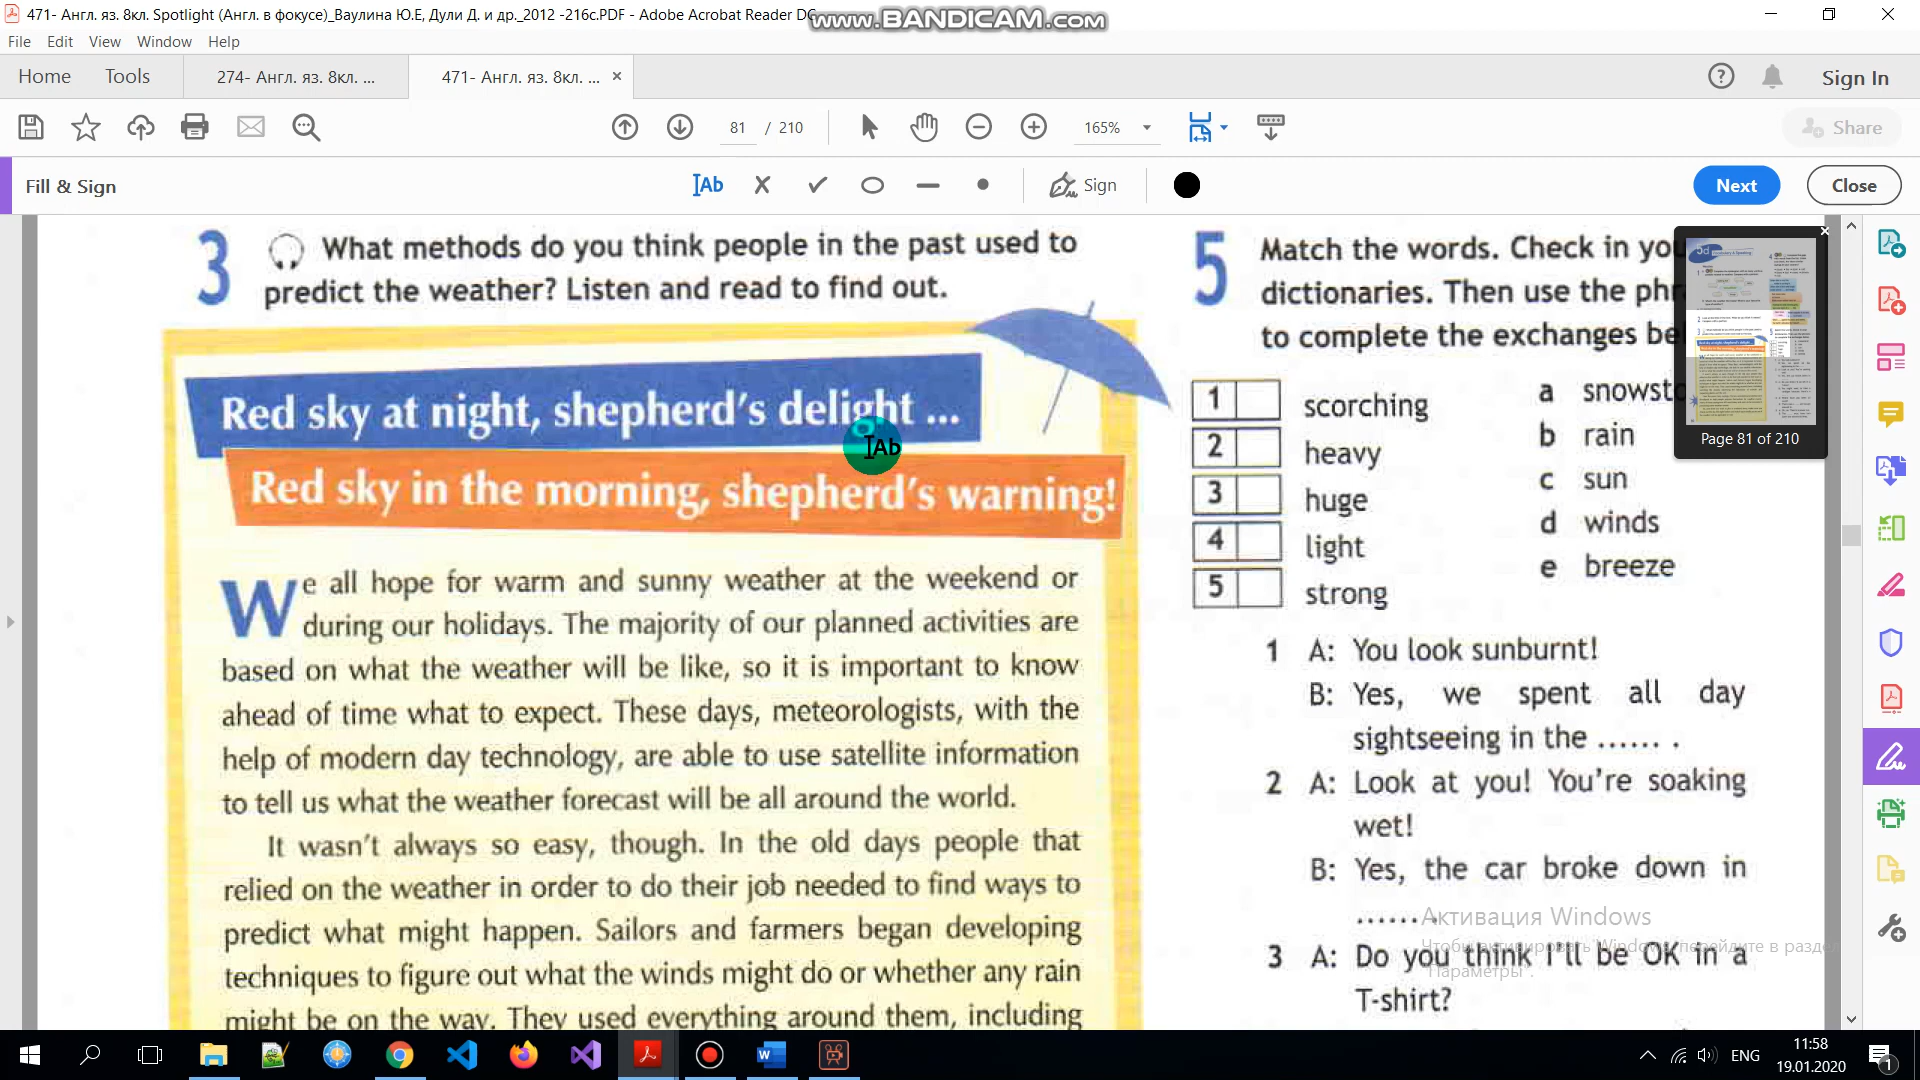 471- Англ. яз. 8кл. Spotlight (Англ. в фокусе)_Ваулина Ю.Е, Дули Д. и др._2012 -216с.PDF - Adobe Acrobat Reader DC
www.BANDICAM.com
File Edit View Window Help
Home Tools 274- Англ. яз. 8кл. ... 471- Англ. яз. 8кл. ... Sign In
81 / 210 165% Share
Fill & Sign Ab Sign Next Close
3 What methods do you think people in the past used to
predict the weather? Listen and read to find out.
Red sky at night, shepherd's delight ...
Ab
Red sky in the morning, shepherd's warning!
We all hope for warm and sunny weather at the weekend or
during our holidays. The majority of our planned activities are
based on what the weather will be like, so it is important to know
ahead of time what to expect. These days, meteorologists, with the
help of modern day technology, are able to use satellite information
to tell us what the weather forecast will be all around the world.
It wasn't always so easy, though. In the old days people that
relied on the weather in order to do their job needed to find ways to
predict what might happen. Sailors and farmers began developing
techniques to figure out what the winds might do or whether any rain
might be on the way. They used everything around them, including
5 Match the words. Check in you
dictionaries. Then use the phr
to complete the exchanges be
1 scorching a snowsto
2 heavy b rain
3 huge c sun
4 light d winds
5 strong e breeze
1 A: You look sunburnt!
B: Yes, we spent all day
sightseeing in the ...... .
2 A: Look at you! You're soaking
wet!
B: Yes, the car broke down in
...... .
3 A: Do you think I'll be OK in a
T-shirt?
5d
Page 81 of 210
Активация Windows
Чтобы активировать Windows, перейдите в раздел
"Параметры".
ENG 11:58
19.01.2020
1